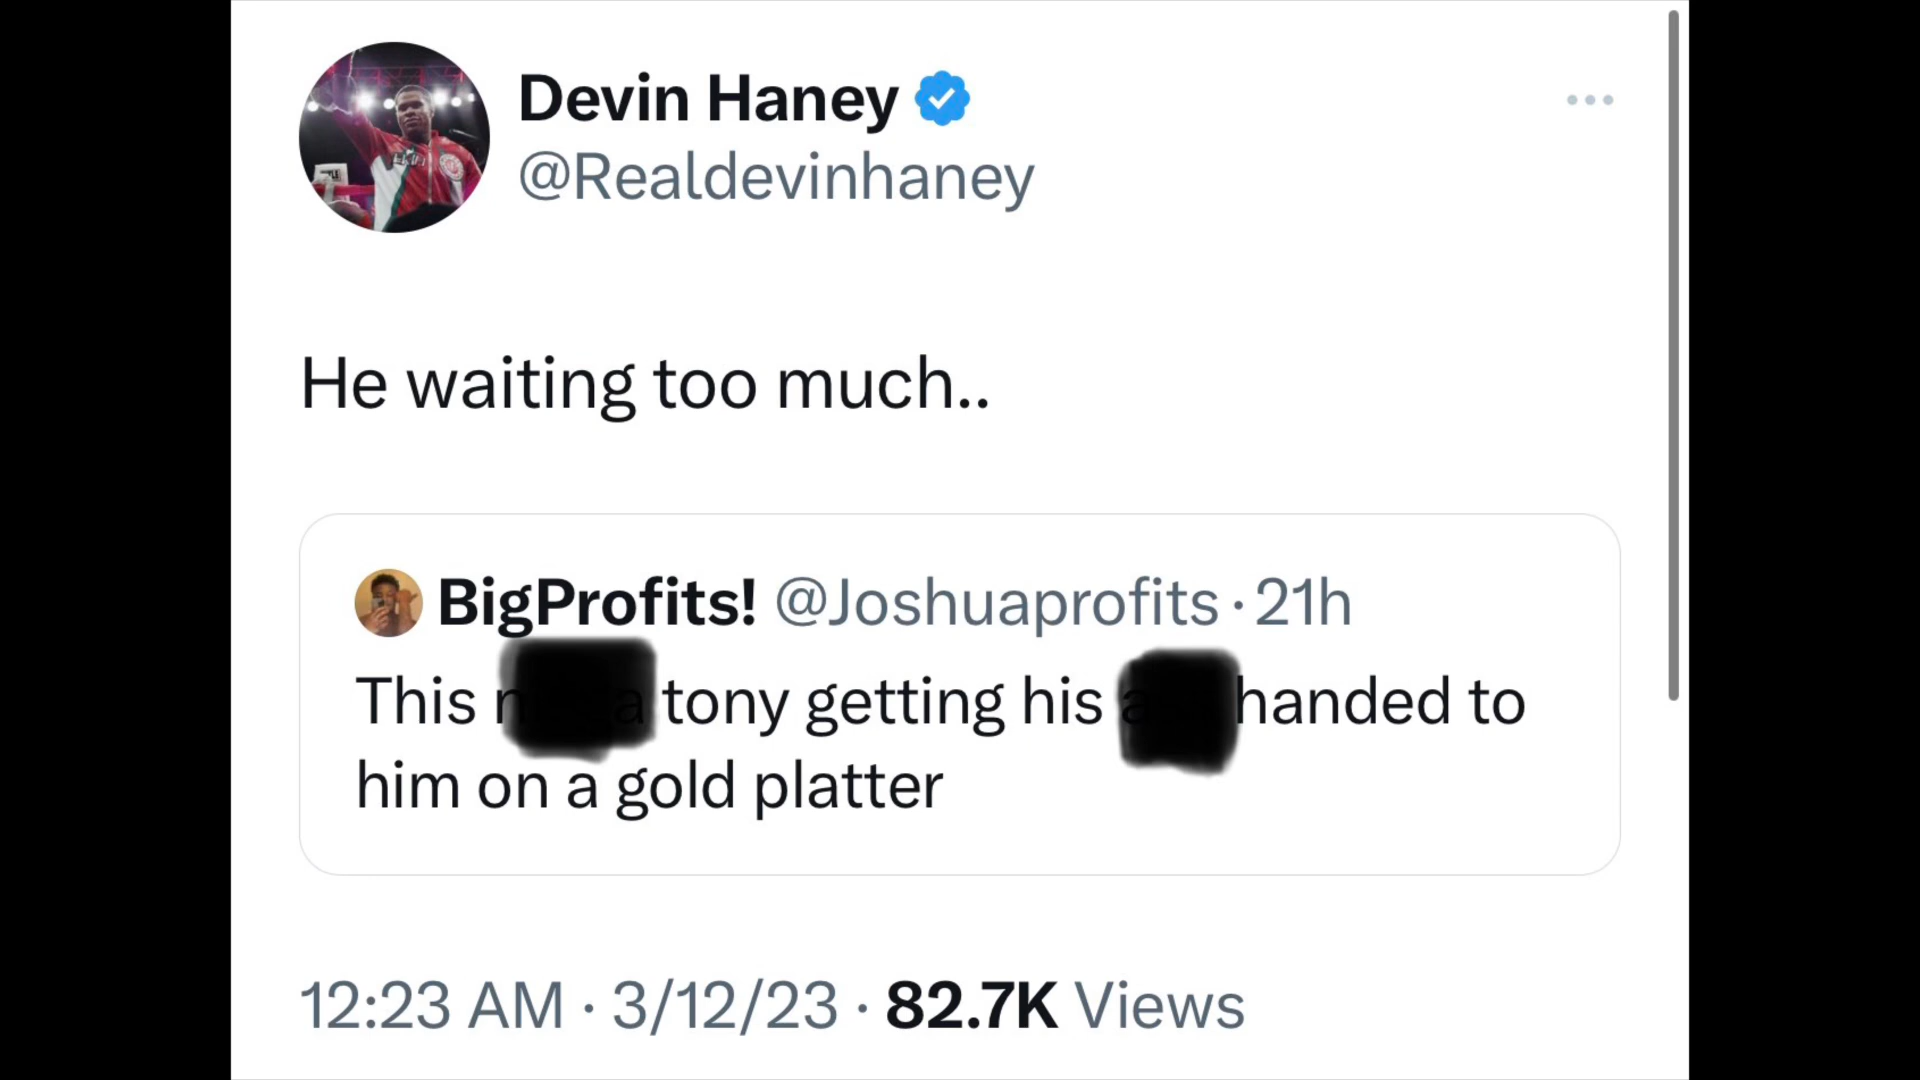 Devin Haney
@Realdevinhaney
He waiting too much..
BigProfits! @Joshuaprofits · 21h
This tony getting his handed to
him on a gold platter
12:23 AM · 3/12/23 · 82.7K Views